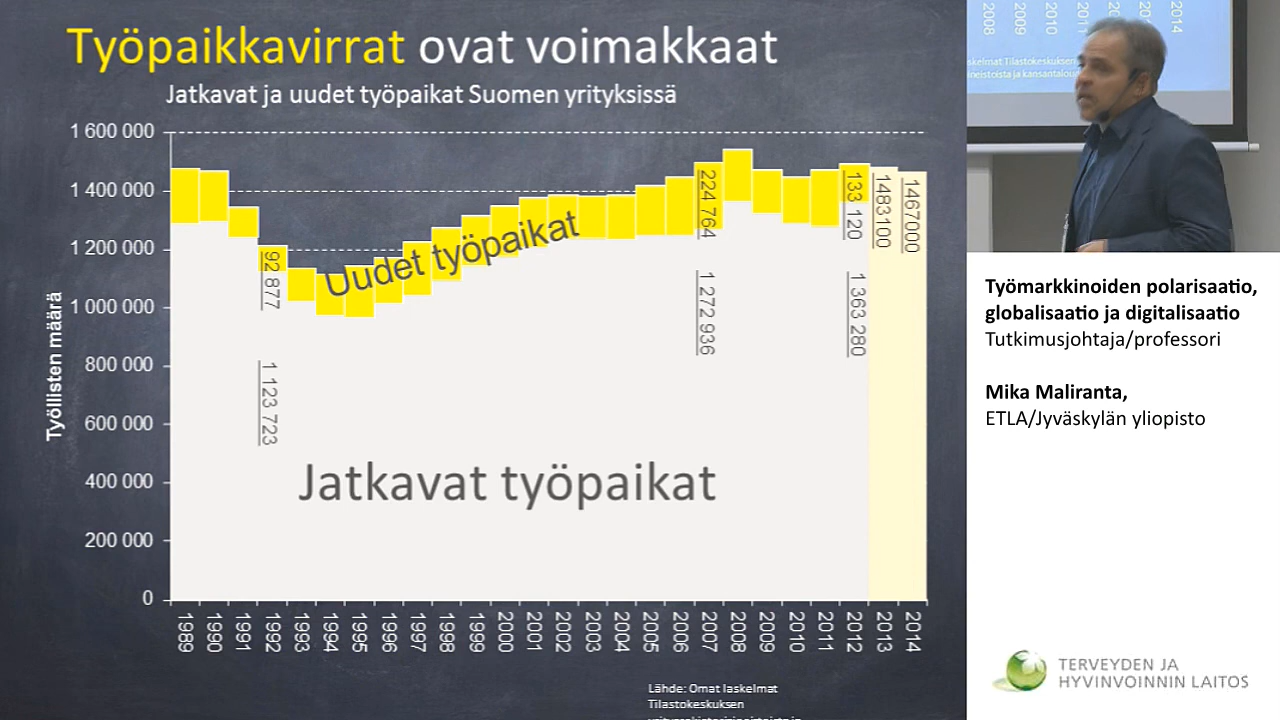 Työpaikkavirrat ovat voimakkaat
Jatkavat ja uudet työpaikat Suomen yrityksissä
Työllisten määrä
1 600 000
1 400 000
1 200 000
1 000 000
800 000
600 000
400 000
200 000
0
Uudet työpaikat
Jatkavat työpaikat
92 877
1 123 723
224 764
1 272 936
133 120
1 363 280
1483100
1467000
1989
1990
1991
1992
1993
1994
1995
1996
1997
1998
1999
2000
2001
2002
2003
2004
2005
2006
2007
2008
2009
2010
2011
2012
2013
2014
Lähde: Omat laskelmat
Tilastokeskuksen
2008
2009
2010
2014
Tilastokeskuksen
Työmarkkinoiden polarisaatio,
globalisaatio ja digitalisaatio
Tutkimusjohtaja/professori
Mika Maliranta,
ETLA/Jyväskylän yliopisto
TERVEYDEN JA
HYVINVOINNIN LAITOS